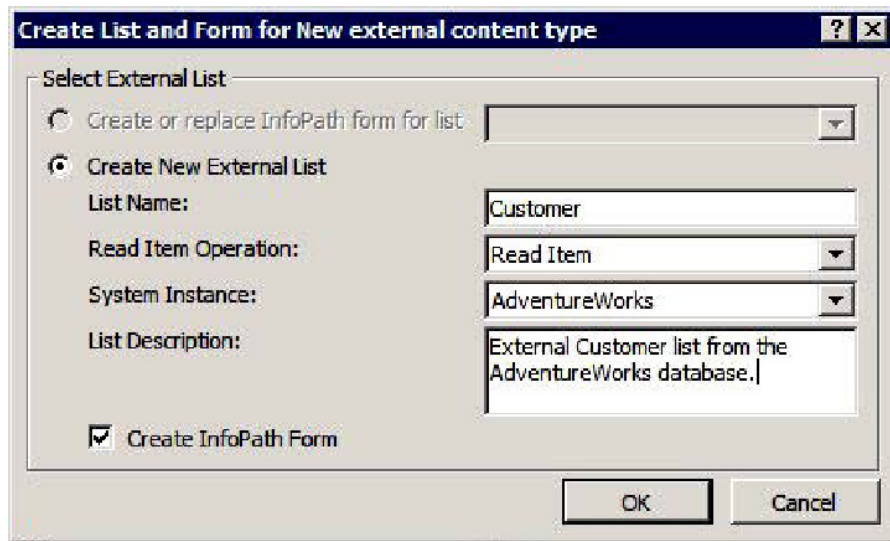 Create List and Form for New external content type
Select External List
Create or replace InfoPath form for list
Create New External List
List Name:
Customer
Read Item Operation:
Read Item
System Instance:
AdventureWorks
List Description:
External Customer list from the
AdventureWorks database.
Create InfoPath Form
OK
Cancel